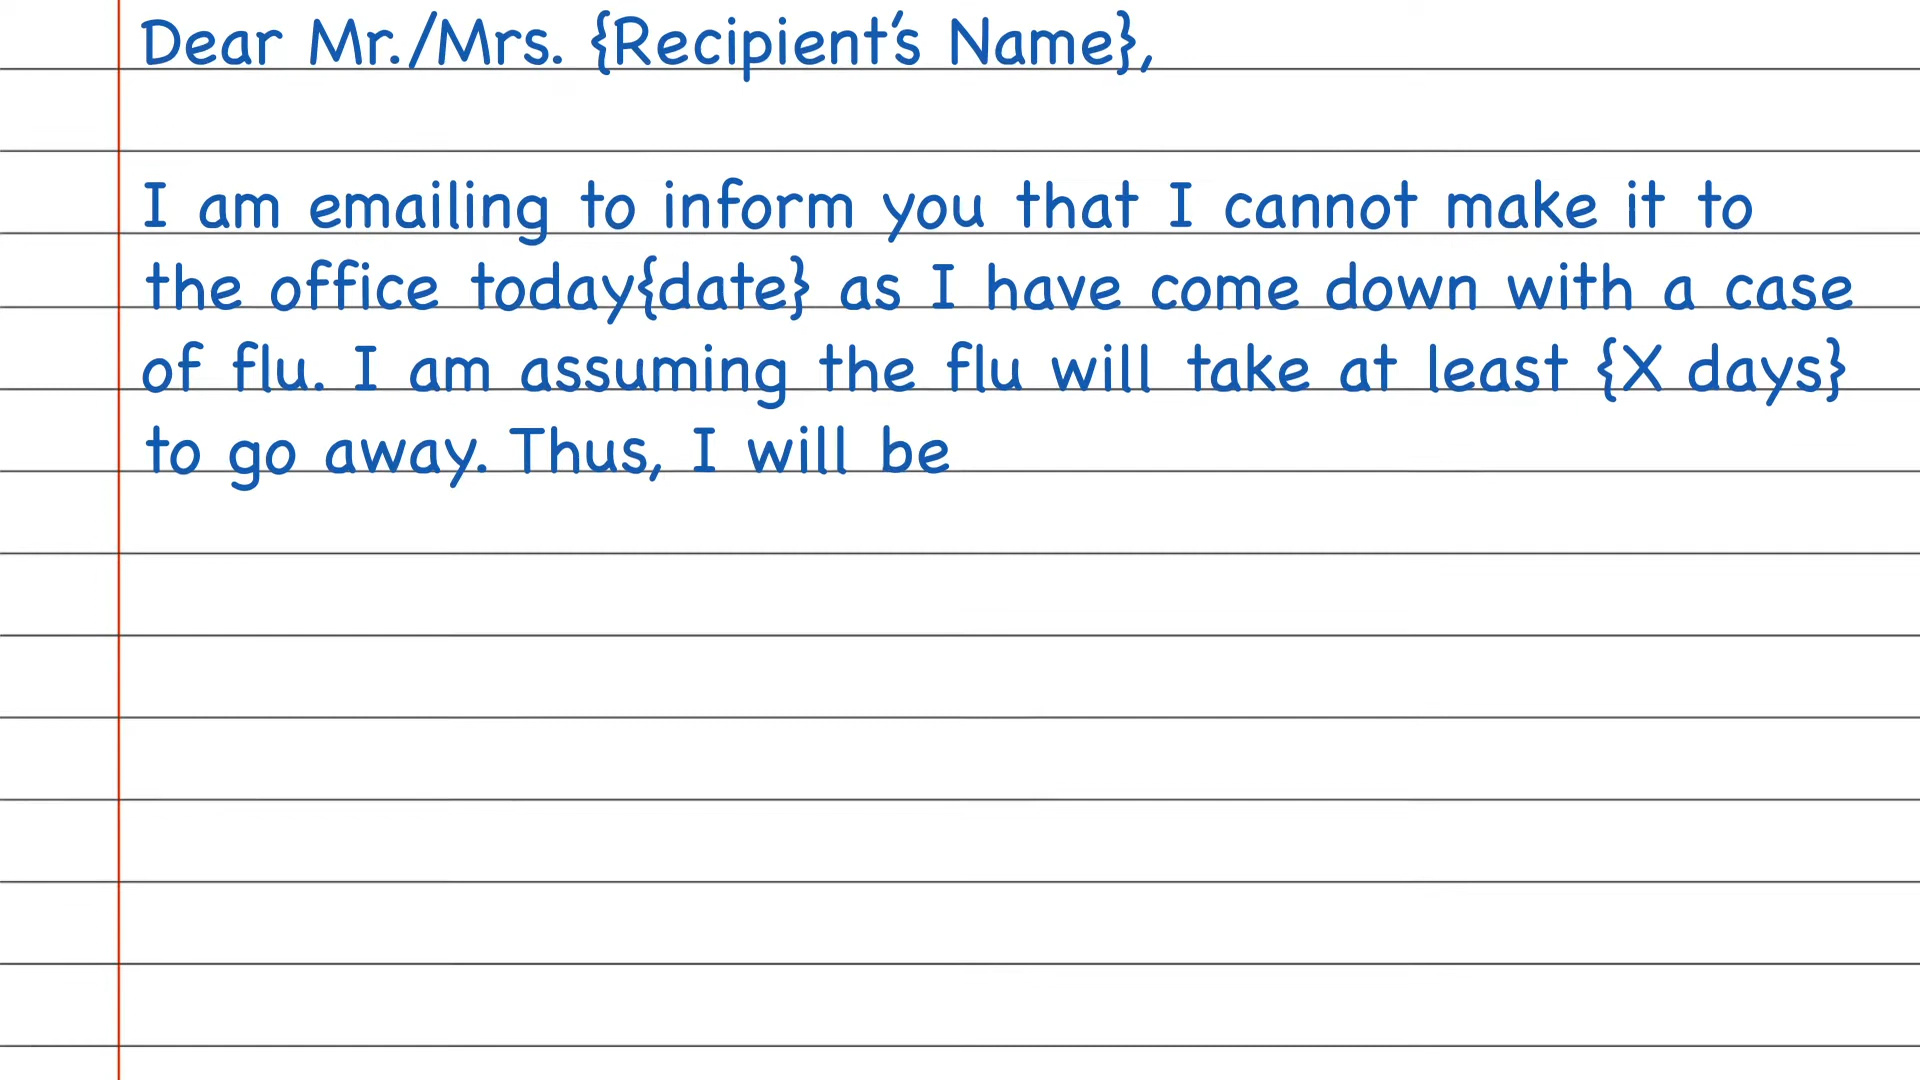 Dear Mr./Mrs. {Recipient's Name},
I am emailing to inform you that I cannot make it to
the office today{date} as I have come down with a case
of flu. I am assuming the flu will take at least {X days}
to go away. Thus, I will be